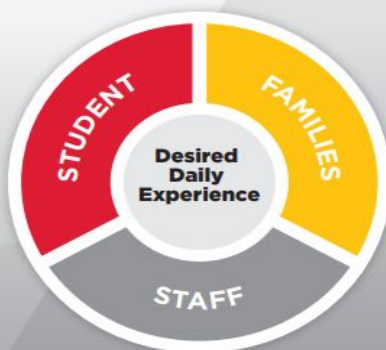 STUDENT
FAMILIES
Desired
Daily
Experience
STAFF